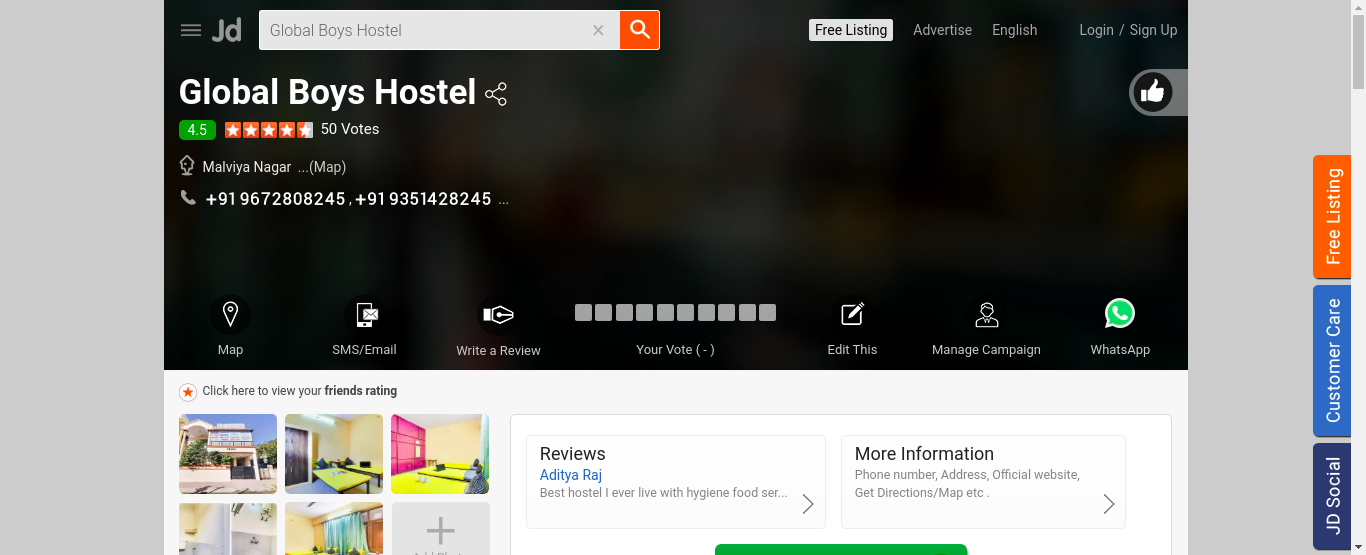 Jd
Global Boys Hostel
Free Listing
Advertise
English
Login / Sign Up
Global Boys Hostel
4.5
50 Votes
Malviya Nagar ...(Map)
+91 9672808245 , +91 9351428245 ...
Map
SMS/Email
Write a Review
Your Vote ( - )
Edit This
Manage Campaign
WhatsApp
Click here to view your friends rating
Reviews
Aditya Raj
Best hostel I ever live with hygiene food ser...
More Information
Phone number, Address, Official website,
Get Directions/Map etc .
Free Listing
Customer Care
JD Social